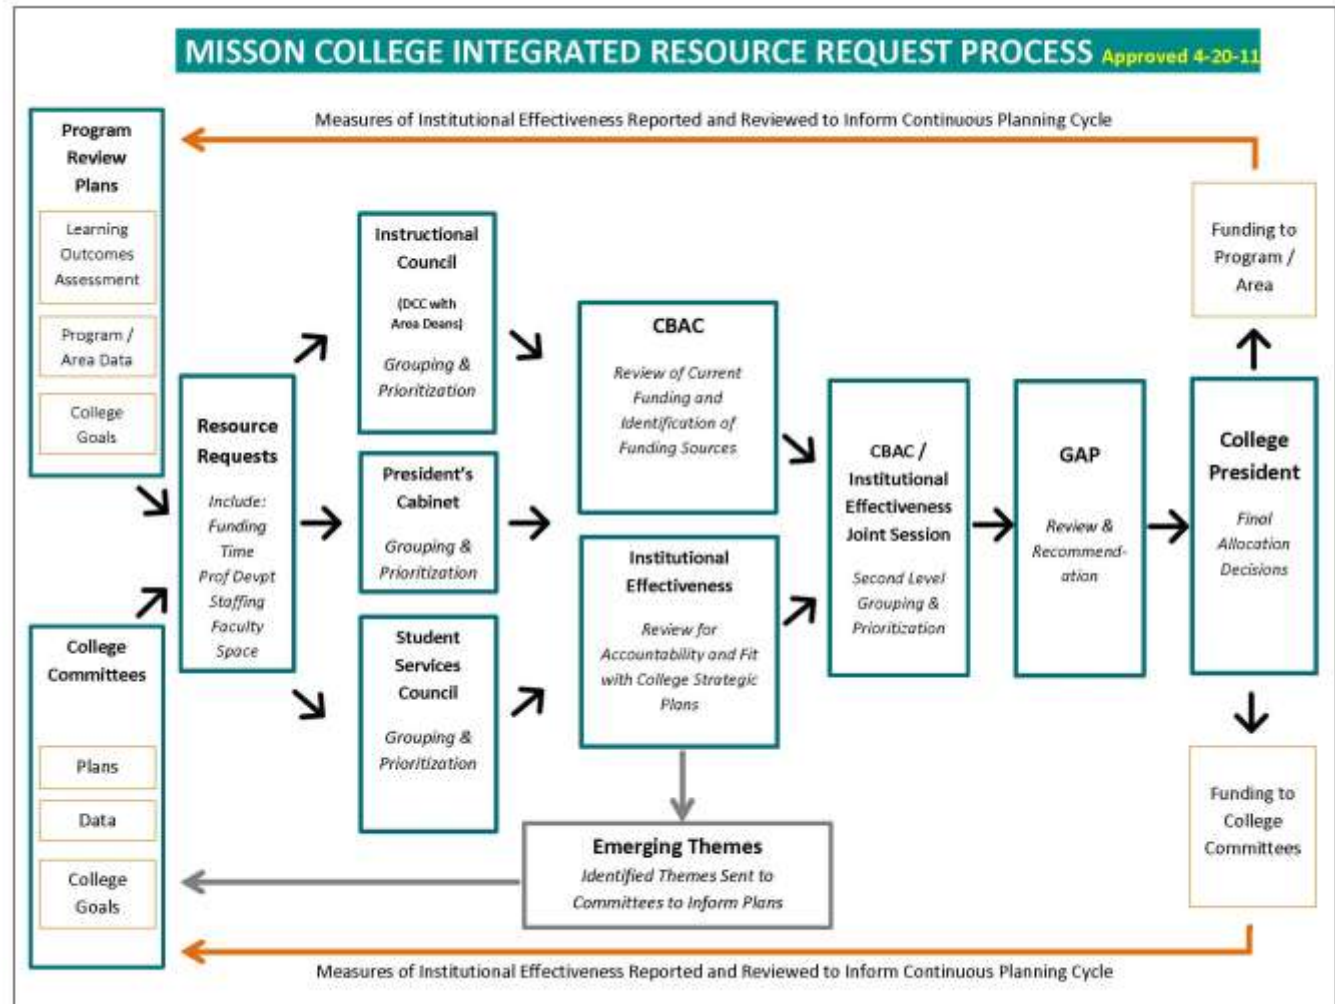 MISSON COLLEGE INTEGRATED RESOURCE REQUEST PROCESS Approved 4-20-11
Measures of Institutional Effectiveness Reported and Reviewed to Inform Continuous Planning Cycle
Program
Review
Plans
Learning
Outcomes
Assessment
Program /
Area Data
College
Goals
College
Committees
Plans
Data
College
Goals
Resource
Requests
Include:
Funding
Time
Prof Devpt
Staffing
Faculty
Space
Instructional
Council
(DCC with
Area Deans)
Grouping &
Prioritization
President's
Cabinet
Grouping &
Prioritization
Student
Services
Council
Grouping &
Prioritization
CBAC
Review of Current
Funding and
Identification of
Funding Sources
Institutional
Effectiveness
Review for
Accountability and Fit
with College Strategic
Plans
Emerging Themes
Identified Themes Sent to
Committees to Inform Plans
CBAC /
Institutional
Effectiveness
Joint Session
Second Level
Grouping &
Prioritization
GAP
Review &
Recommend-
ation
College
President
Final
Allocation
Decisions
Funding to
Program /
Area
Funding to
College
Committees
Measures of Institutional Effectiveness Reported and Reviewed to Inform Continuous Planning Cycle